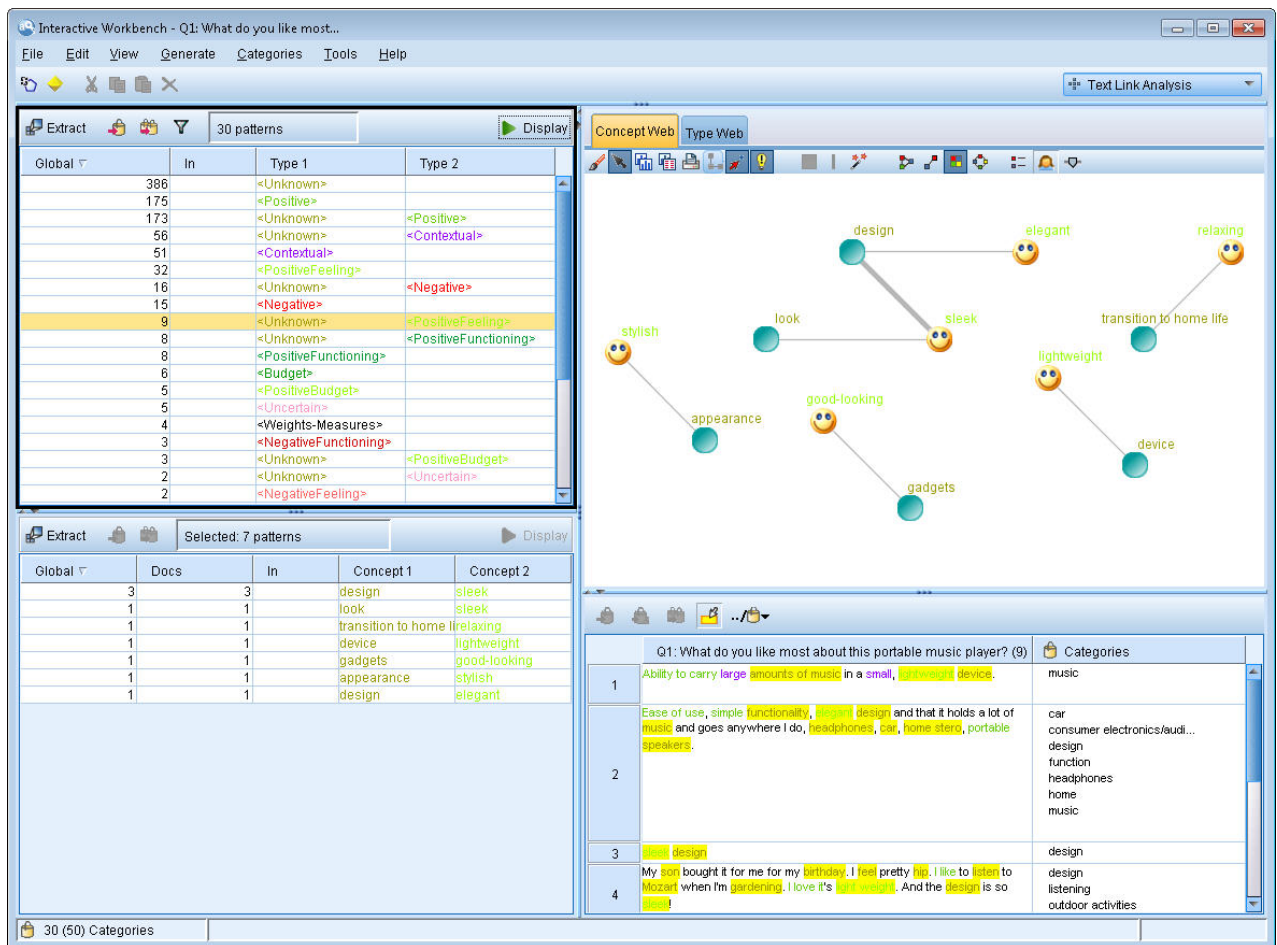 Interactive Workbench - Q1: What do you like most...
File Edit View Generate Categories Tools Help
Text Link Analysis
Extract 30 patterns Display
Global In Type 1 Type 2
386 <Unknown>
175 <Positive>
173 <Unknown> <Positive>
56 <Unknown> <Contextual>
51 <Contextual>
32 <PositiveFeeling>
16 <Unknown> <Negative>
15 <Negative>
9 <Unknown> <PositiveFeeling>
8 <Unknown> <PositiveFunctioning>
8 <PositiveFunctioning>
6 <Budget>
5 <PositiveBudget>
5 <Uncertain>
4 <Weights-Measures>
3 <NegativeFunctioning>
3 <Unknown> <PositiveBudget>
2 <Unknown> <Uncertain>
2 <NegativeFeeling>
Extract Selected: 7 patterns Display
Global Docs In Concept 1 Concept 2
3 3 design sleek
1 1 look sleek
1 1 transition to home li relaxing
1 1 device lightweight
1 1 gadgets good-looking
1 1 appearance stylish
1 1 design elegant
Concept Web Type Web
design elegant relaxing
look sleek transition to home life
stylish lightweight
good-looking
appearance
device
gadgets
../
Q1: What do you like most about this portable music player? (9) Categories
1 Ability to carry large amounts of music in a small, lightweight device. music
2
Ease of use, simple functionality, elegant design and that it holds a lot of
music and goes anywhere I do, headphones, car, home stero, portable
speakers.
car
consumer electronics/audi...
design
function
headphones
home
music
3 sleek design design
4
My son bought it for me for my birthday. I feel pretty hip. I like to listen to
Mozart when I'm gardening. I love it's light weight. And the design is so
sleek!
design
listening
outdoor activities
30 (50) Categories